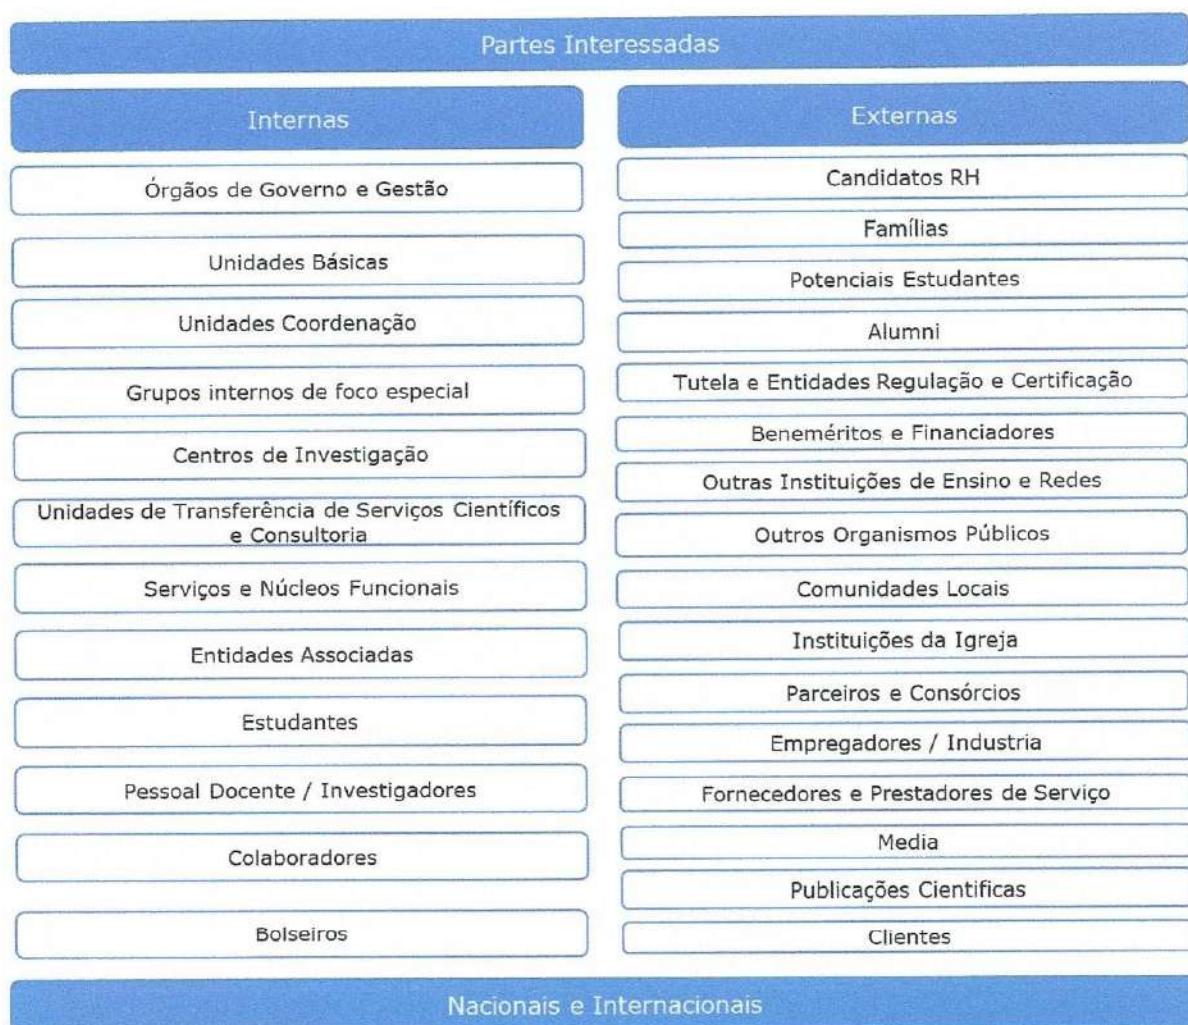 Partes Interessadas
Internas
Órgãos de Governo e Gestão
Unidades Básicas
Unidades Coordenação
Grupos internos de foco especial
Centros de Investigação
Unidades de Transferência de Serviços Científicos
e Consultoria
Serviços e Núcleos Funcionais
Entidades Associadas
Estudantes
Pessoal Docente / Investigadores
Colaboradores
Bolseiros
Externas
Candidatos RH
Famílias
Potenciais Estudantes
Alumni
Tutela e Entidades Regulação e Certificação
Beneméritos e Financiadores
Outras Instituições de Ensino e Redes
Outros Organismos Públicos
Comunidades Locais
Instituições da Igreja
Parceiros e Consórcios
Empregadores / Industria
Fornecedores e Prestadores de Serviço
Media
Publicações Cientificas
Clientes
Nacionais e Internacionais